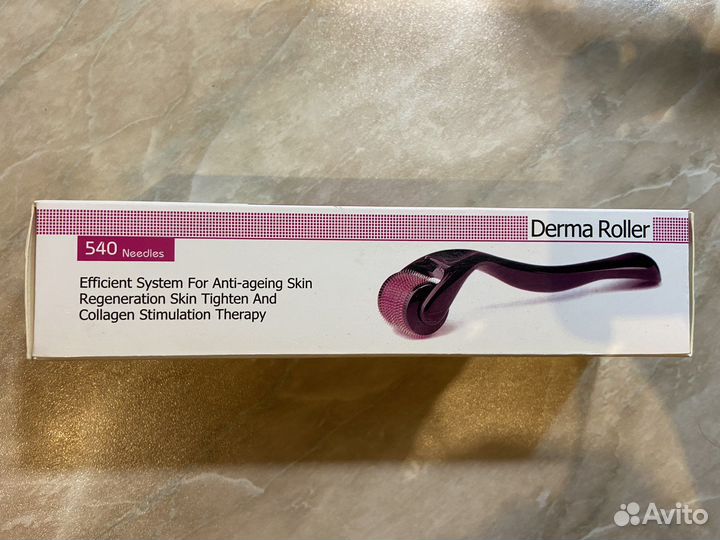 Derma Roller
540 Needles
Efficient System For Anti-ageing Skin
Regeneration Skin Tighten And
Collagen Stimulation Therapy
Avito